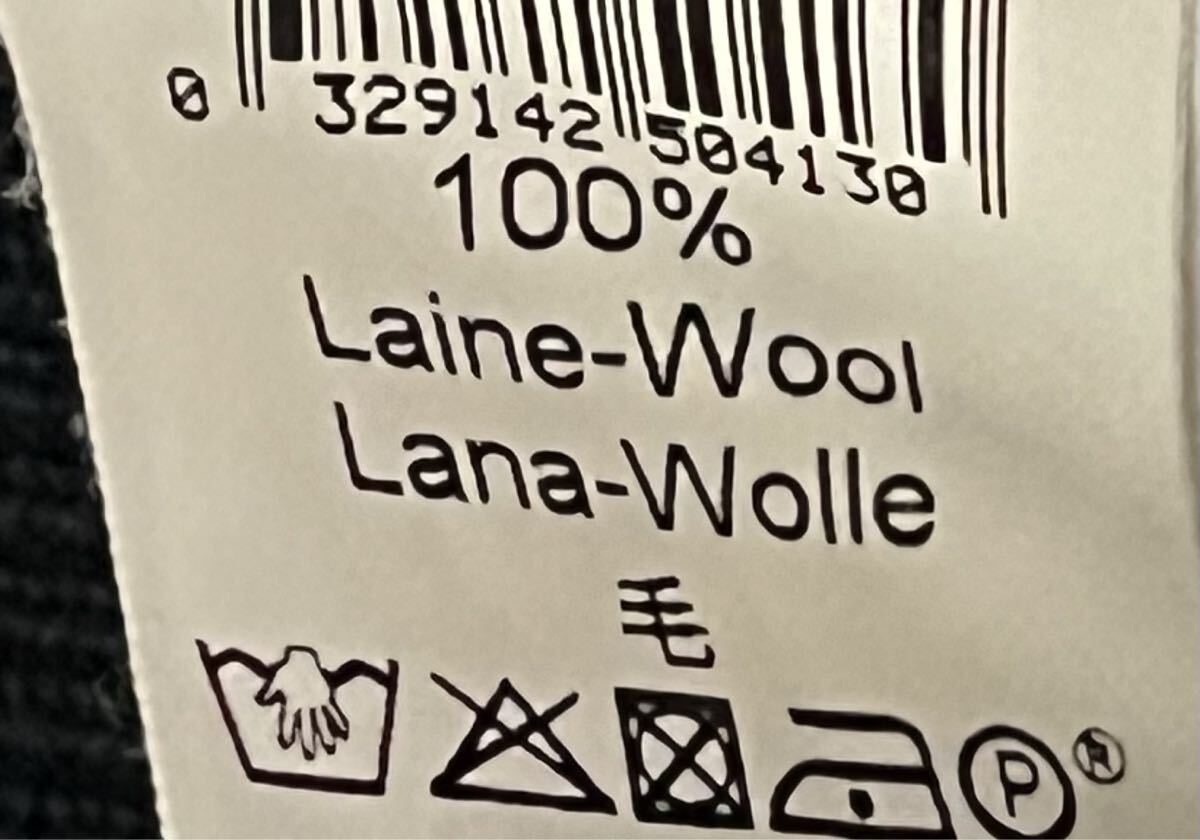 0 329142 504130
100%
Laine-Wool
Lana-Wolle
毛
P ®